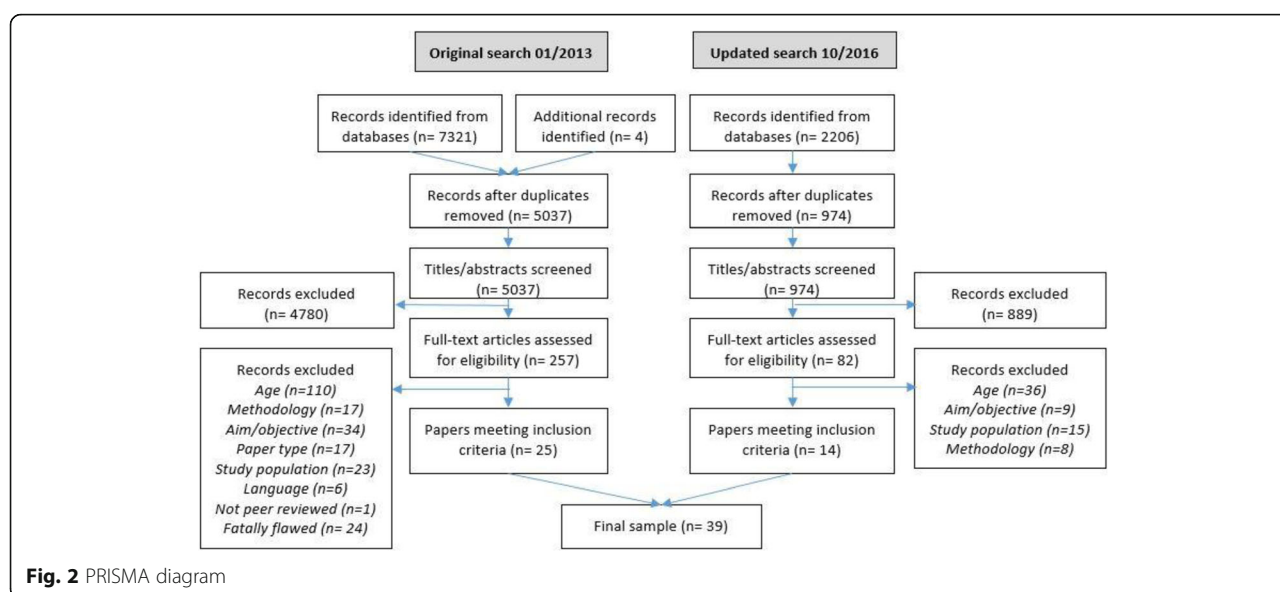 Original search 01/2013
Updated search 10/2016
Records identified from
databases (n= 7321)
Additional records
identified (n= 4)
Records identified from
databases (n= 2206)
Records after duplicates
removed (n= 5037)
Records after duplicates
removed (n= 974)
Titles/abstracts screened
(n= 5037)
Titles/abstracts screened
(n= 974)
Records excluded
(n= 4780)
Records excluded
(n= 889)
Full-text articles assessed
for eligibility (n= 257)
Full-text articles assessed
for eligibility (n= 82)
Records excluded
Age (n=110)
Methodology (n=17)
Aim/objective (n=34)
Paper type (n=17)
Study population (n=23)
Language (n=6)
Not peer reviewed (n=1)
Fatally flawed (n= 24)
Records excluded
Age (n=36)
Aim/objective (n=9)
Study population (n=15)
Methodology (n=8)
Papers meeting inclusion
criteria (n= 25)
Papers meeting inclusion
criteria (n= 14)
Final sample (n= 39)
Fig. 2 PRISMA diagram